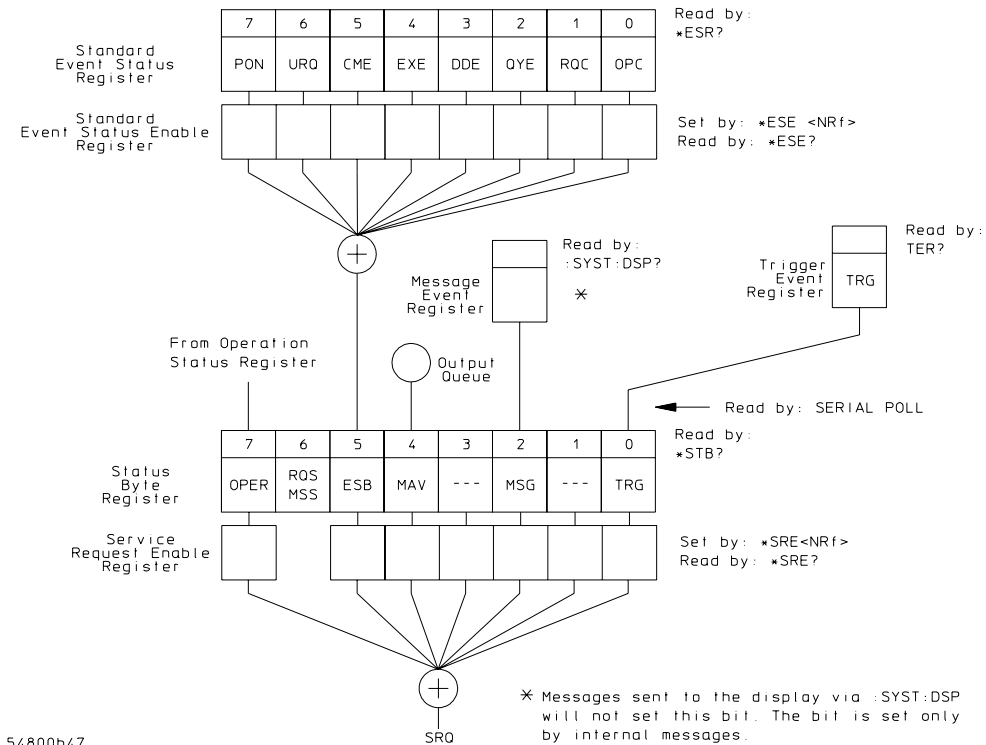 7 6 5 4 3 2 1 0
Read by:
*ESR?
Standard
Event Status
Register
PON URQ CME EXE DDE QYE RQC OPC
Standard
Event Status Enable
Register
Set by: *ESE <NRf>
Read by: *ESE?
+
Read by:
:SYST:DSP?
*
Message
Event
Register
Read by:
TER?
Trigger
Event
Register
TRG
From Operation
Status Register
Output
Queue
Read by: SERIAL POLL
7 6 5 4 3 2 1 0
Read by:
*STB?
Status
Byte
Register
OPER RQS MSS ESB MAV --- MSG --- TRG
Service
Request Enable
Register
Set by: *SRE<NRf>
Read by: *SRE?
+
SRQ
* Messages sent to the display via :SYST:DSP
will not set this bit. The bit is set only
by internal messages.
54800b47